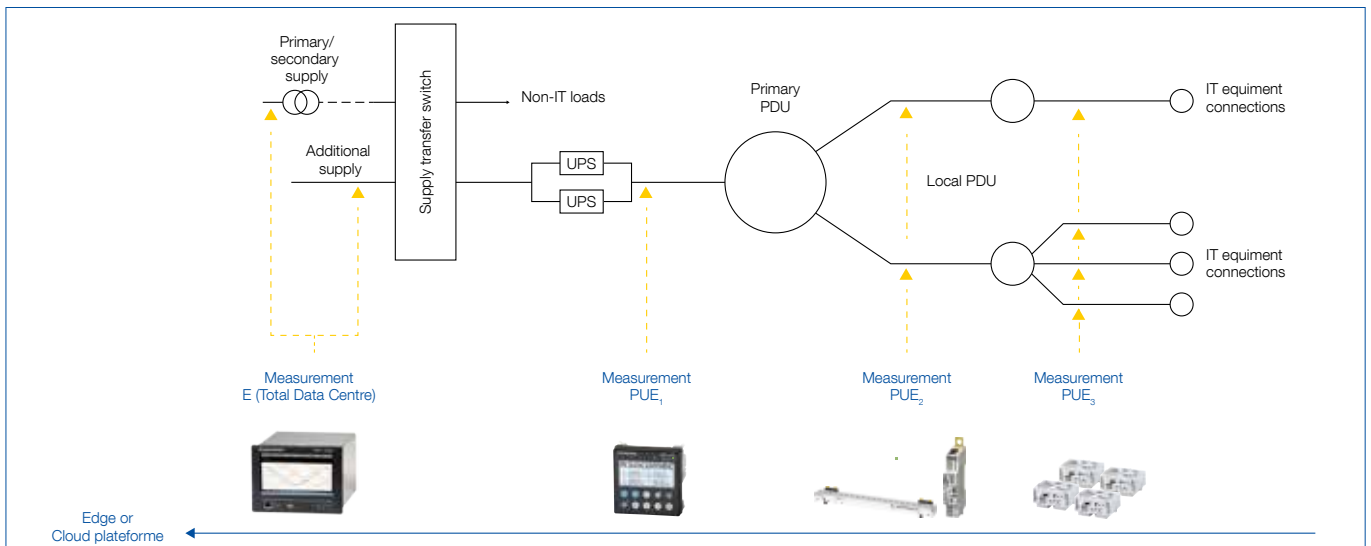 Primary/
secondary
supply
Additional
supply
Supply transfer switch
Non-IT loads
UPS
UPS
Primary
PDU
Local PDU
IT equiment
connections
IT equiment
connections
Measurement
E (Total Data Centre)
Measurement
PUE₁
Measurement
PUE₂
Measurement
PUE₃
Edge or
Cloud plateforme